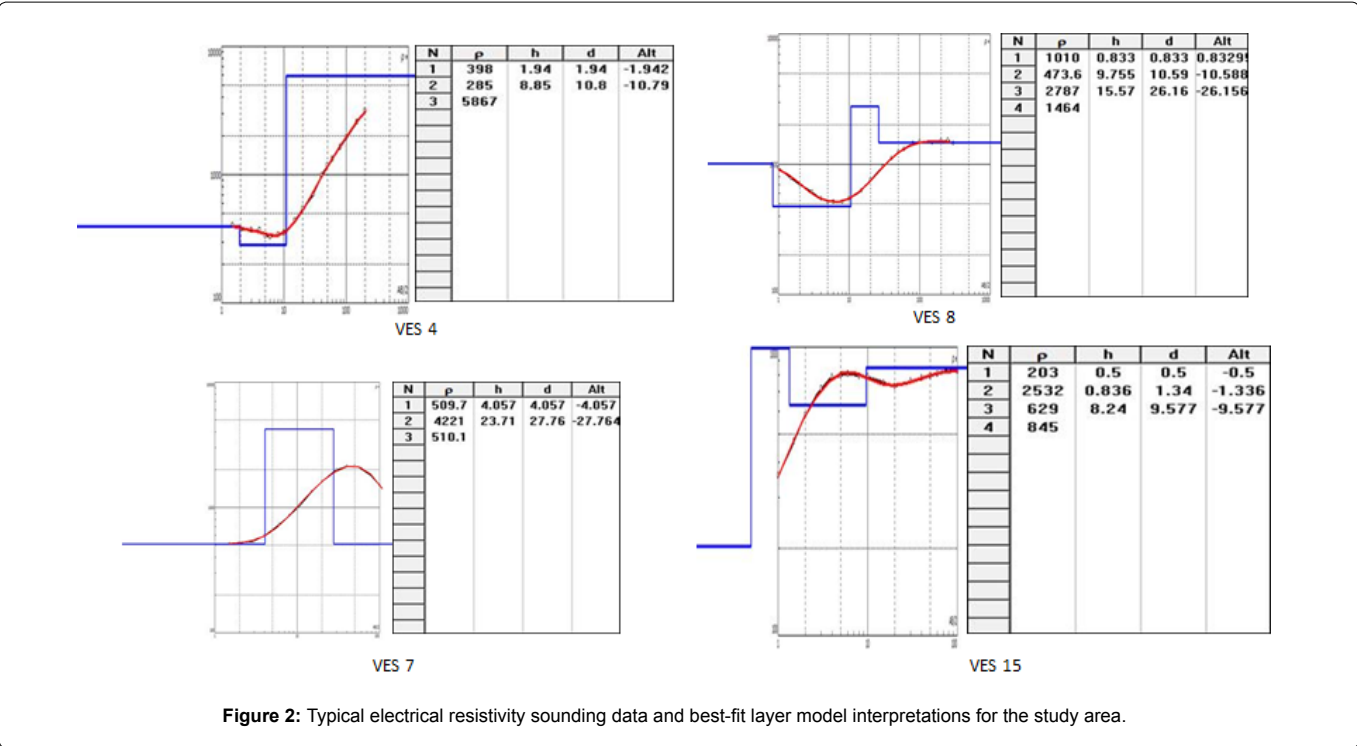 N ρ h d Alt
1 398 1.94 1.94 -1.942
2 285 8.85 10.8 -10.79
3 5867
VES 4
N ρ h d Alt
1 1010 0.833 0.833 0.83295
2 473.6 9.755 10.59 -10.588
3 2787 15.57 26.16 -26.156
4 1464
VES 8
N ρ h d Alt
1 509.7 4.057 4.057 -4.057
2 4221 23.71 27.76 -27.764
3 510.1
VES 7
N ρ h d Alt
1 203 0.5 0.5 -0.5
2 2532 0.836 1.34 -1.336
3 629 8.24 9.577 -9.577
4 845
VES 15
Figure 2: Typical electrical resistivity sounding data and best-fit layer model interpretations for the study area.